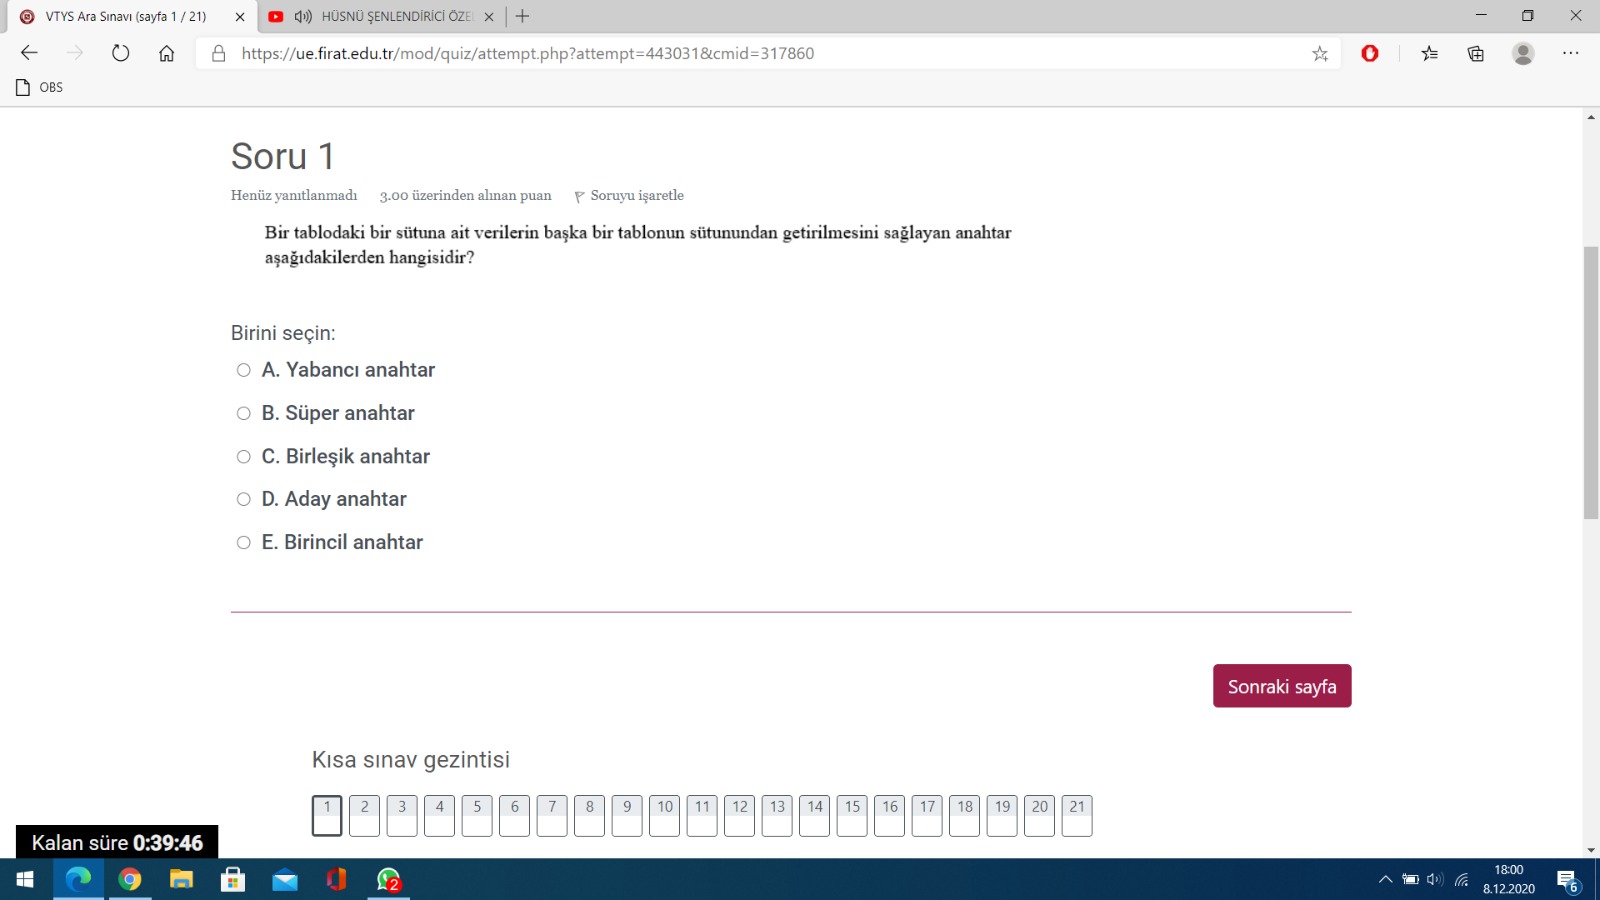 VTYS Ara Sınavı (sayfa 1 / 21)
HÜSNÜ ŞENLENDİRİCİ ÖZE
https://ue.firat.edu.tr/mod/quiz/attempt.php?attempt=443031&cmid=317860
OBS
Soru 1
Henüz yanıtlanmadı 3.00 üzerinden alınan puan Soruyu işaretle
Bir tablodaki bir sütuna ait verilerin başka bir tablonun sütunundan getirilmesini sağlayan anahtar
aşağıdakilerden hangisidir?
Birini seçin:
A. Yabancı anahtar
B. Süper anahtar
C. Birleşik anahtar
D. Aday anahtar
E. Birincil anahtar
Sonraki sayfa
Kısa sınav gezintisi
1 2 3 4 5 6 7 8 9 10 11 12 13 14 15 16 17 18 19 20 21
Kalan süre 0:39:46
2
18:00
8.12.2020
6